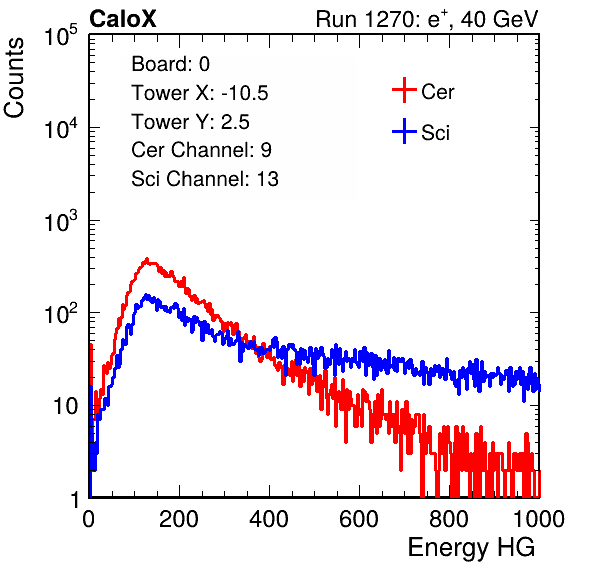 CaloX Run 1270: e+, 40 GeV
Counts
Board: 0
Tower X: -10.5
Tower Y: 2.5
Cer Channel: 9
Sci Channel: 13
Cer
Sci
10^5
10^4
10^3
10^2
10
1
0 200 400 600 800 1000
Energy HG